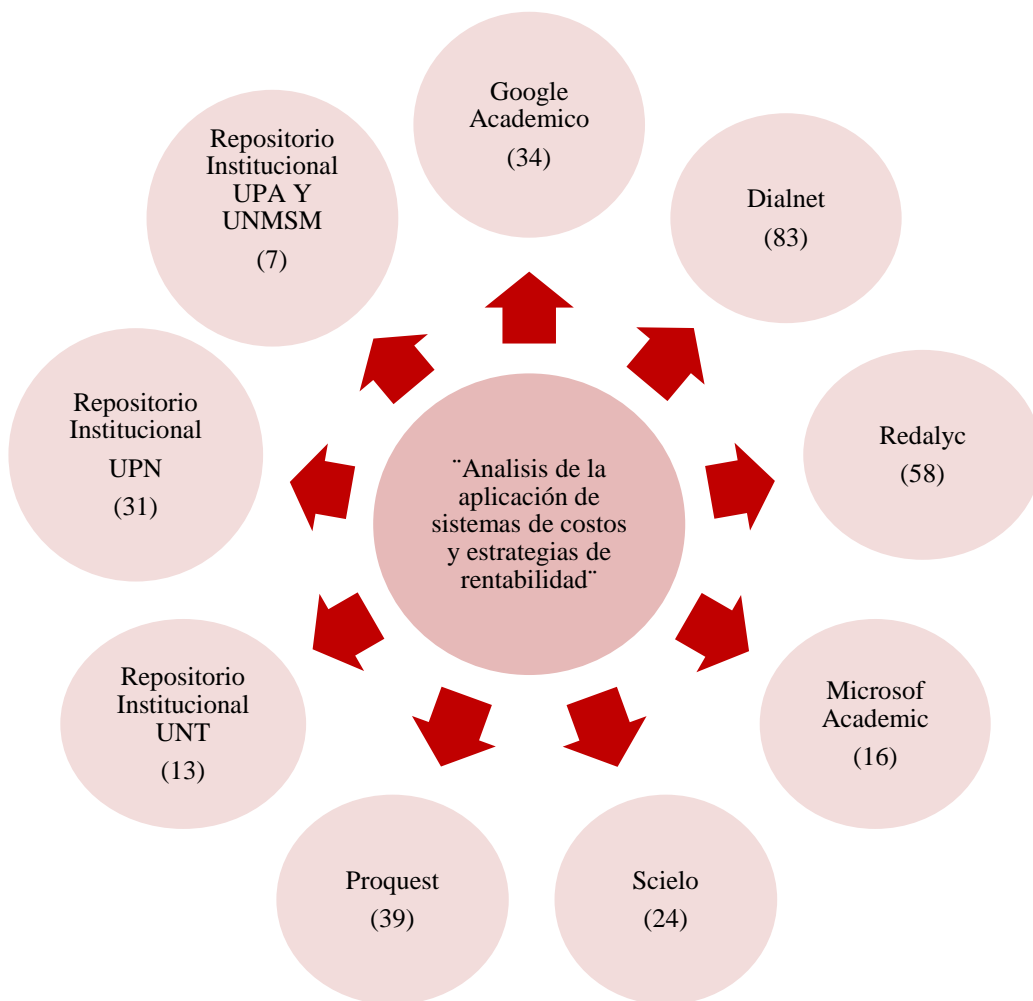 Google
Academico
(34)
Dialnet
(83)
Redalyc
(58)
Microsof
Academic
(16)
Scielo
(24)
Proquest
(39)
Repositorio
Institucional
UNT
(13)
Repositorio
Institucional
UPN
(31)
Repositorio
Institucional
UPA Y
UNMSM
(7)
¨Analisis de la
aplicación de
sistemas de costos
y estrategias de
rentabilidad¨